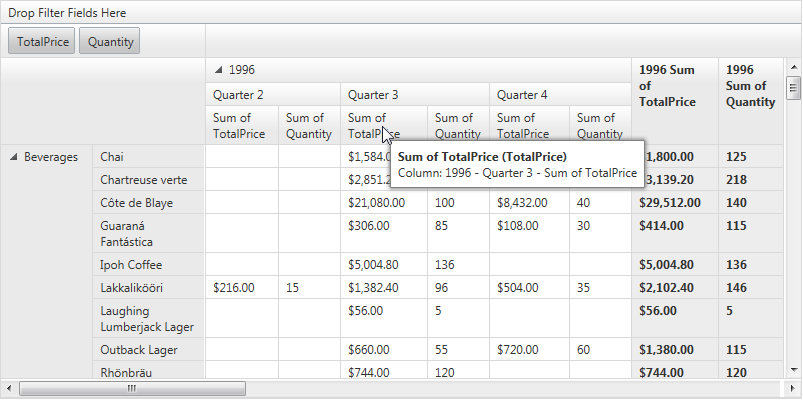 Drop Filter Fields Here
TotalPrice Quantity
1996
1996 Sum of TotalPrice
1996 Sum of Quantity
Quarter 2 Quarter 3 Quarter 4
Sum of TotalPrice Sum of Quantity Sum of TotalPrice Sum of Quantity Sum of TotalPrice Sum of Quantity
Sum of TotalPrice (TotalPrice)
Column: 1996 - Quarter 3 - Sum of TotalPrice
Beverages Chai $1,584.0 1,800.00 125
Chartreuse verte $2,851.2 3,139.20 218
Côte de Blaye $21,080.00 100 $8,432.00 40 $29,512.00 140
Guaraná Fantástica $306.00 85 $108.00 30 $414.00 115
Ipoh Coffee $5,004.80 136 $5,004.80 136
Lakkalikööri $216.00 15 $1,382.40 96 $504.00 35 $2,102.40 146
Laughing Lumberjack Lager $56.00 5 $56.00 5
Outback Lager $660.00 55 $720.00 60 $1,380.00 115
Rhönbräu $744.00 120 $744.00 120